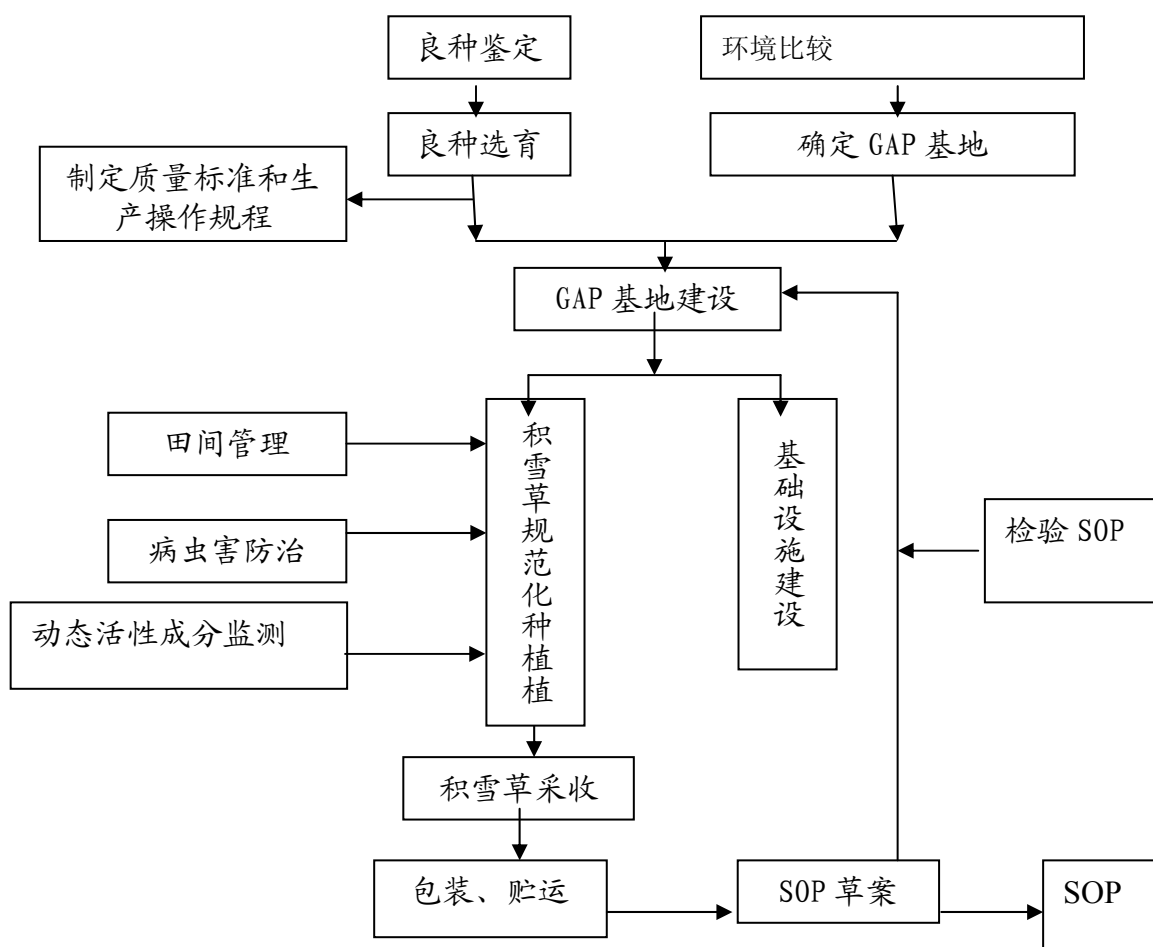 良种鉴定
环境比较
良种选育
确定 GAP 基地
制定质量标准和生
产操作规程
GAP 基地建设
积雪草规范化种植植
基础设施建设
田间管理
病虫害防治
动态活性成分监测
检验 SOP
积雪草采收
包装、贮运
SOP 草案
SOP